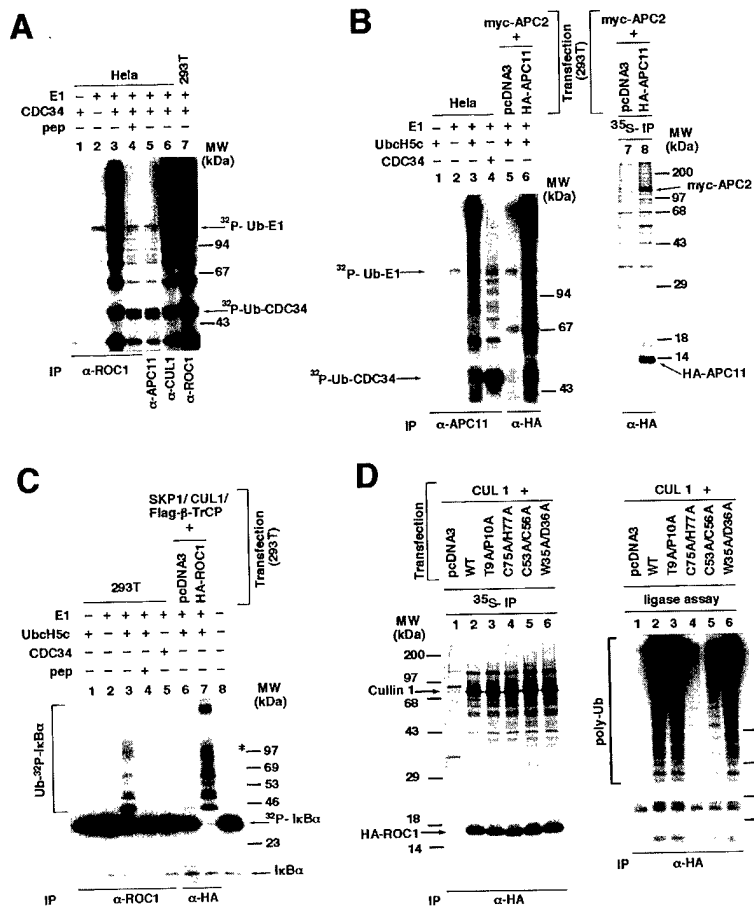 A
Hela
293T
E1 - + + + + + +
CDC34 + - + + + + +
pep - - - + - - -
1 2 3 4 5 6 7
MW
(kDa)
32P- Ub-E1
94
67
32P-Ub-CDC34
43
IP
α-ROC1
α-APC11
α-CUL1
α-ROC1
B
myc-APC2
+
pcDNA3
HA-APC11
Transfection
(293T)
myc-APC2
+
pcDNA3
HA-APC11
Hela
E1 - + + + + +
UbcH5c + - + - + +
CDC34 - - - + - -
1 2 3 4 5 6
MW
(kDa)
32P- Ub-E1
94
67
32P-Ub-CDC34
43
IP
α-APC11
α-HA
35S- IP
7 8
MW
(kDa)
200
myc-APC2
97
68
43
29
18
14
HA-APC11
α-HA
C
SKP1/ CUL1/
Flag-β-TrCP
+
pcDNA3
HA-ROC1
Transfection
(293T)
293T
E1 - + + + + + + -
UbcH5c + - + + - + + -
CDC34 - - - - + - - -
pep - - - + - - - -
1 2 3 4 5 6 7 8
MW
(kDa)
Ub-32P-IκBα
* 97
69
53
46
32P- IκBα
23
IκBα
IP
α-ROC1
α-HA
D
Transfection
CUL 1 +
pcDNA3
WT
T9A/P10A
C75A/H77A
C53A/C56A
W35A/D36A
35S- IP
MW
(kDa)
1 2 3 4 5 6
200
97
Cullin 1
68
43
29
18
HA-ROC1
14
IP
α-HA
CUL 1 +
pcDNA3
WT
T9A/P10A
C75A/H77A
C53A/C56A
W35A/D36A
ligase assay
1 2 3 4 5 6
poly-Ub
IP
α-HA